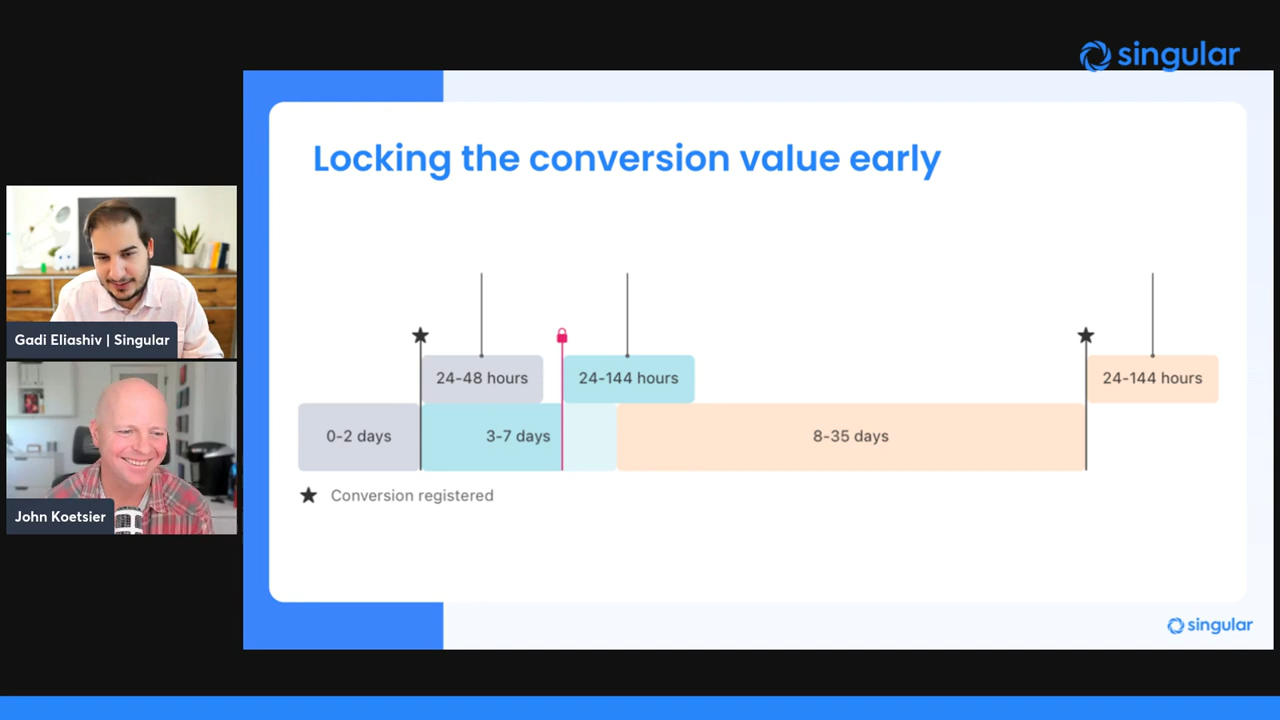 singular
Locking the conversion value early
24-48 hours
24-144 hours
24-144 hours
0-2 days
3-7 days
8-35 days
Conversion registered
Gadi Eliashiv | Singular
John Koetsier
singular